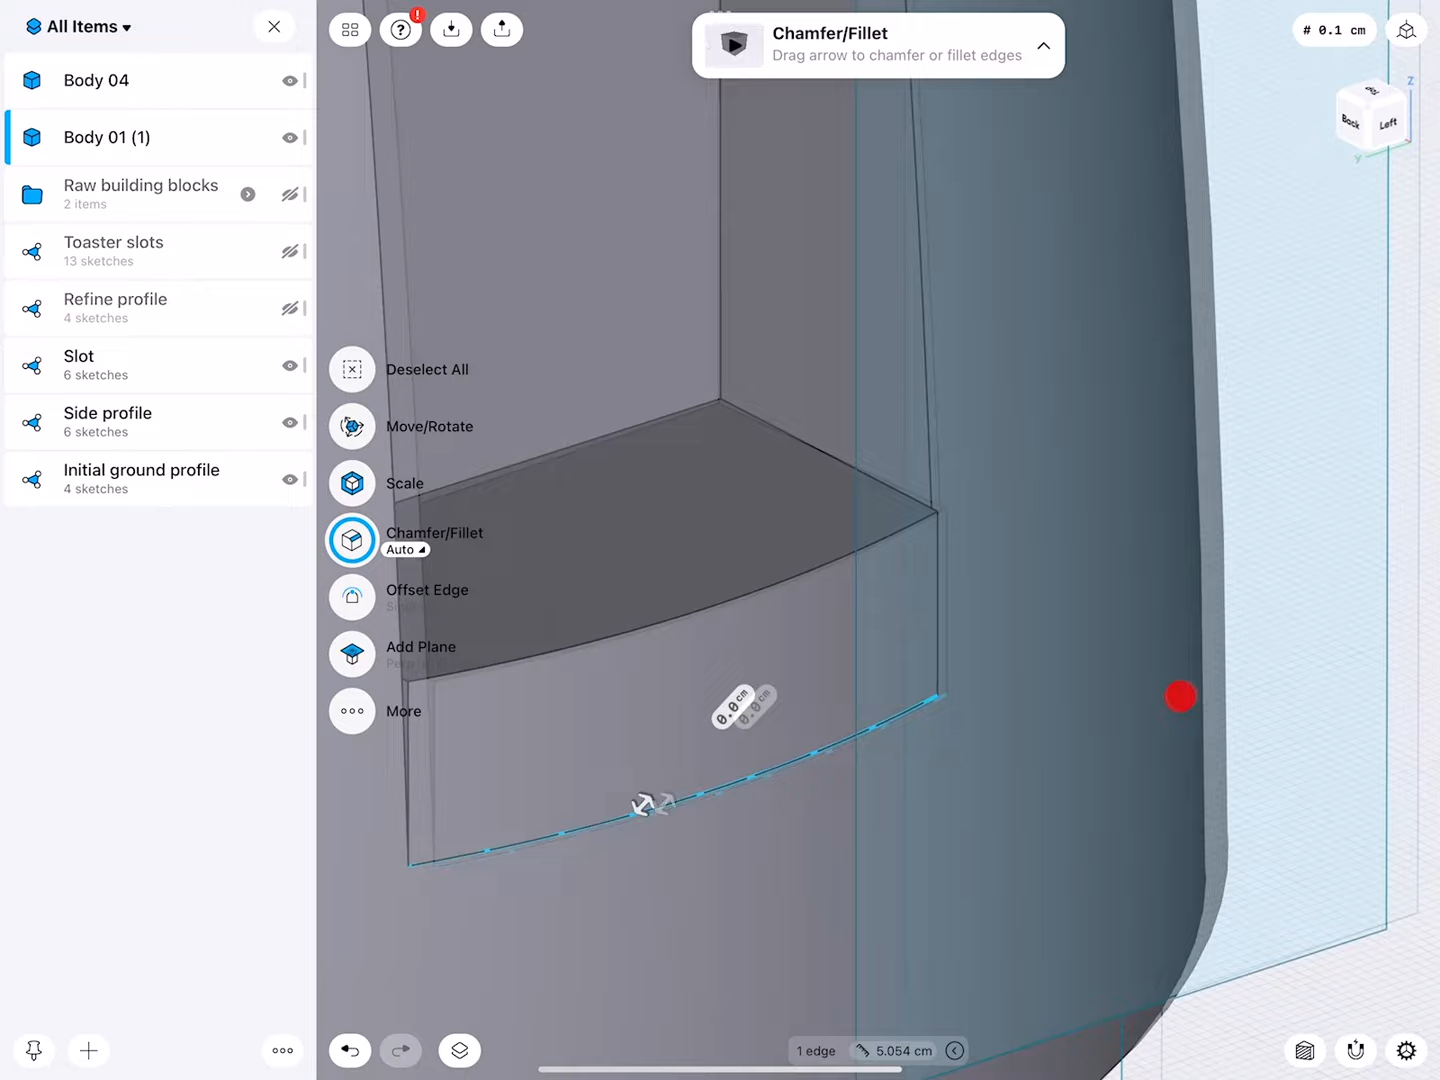 All Items
Body 04
Body 01 (1)
Raw building blocks
2 items
Toaster slots
13 sketches
Refine profile
4 sketches
Slot
6 sketches
Side profile
6 sketches
Initial ground profile
4 sketches
Chamfer/Fillet
Drag arrow to chamfer or fillet edges
# 0.1 cm
Z
Top
Back
Left
Y
Deselect All
Move/Rotate
Scale
Chamfer/Fillet
Auto
Offset Edge
Add Plane
More
0.0 cm
0.0 cm
1 edge
5.054 cm